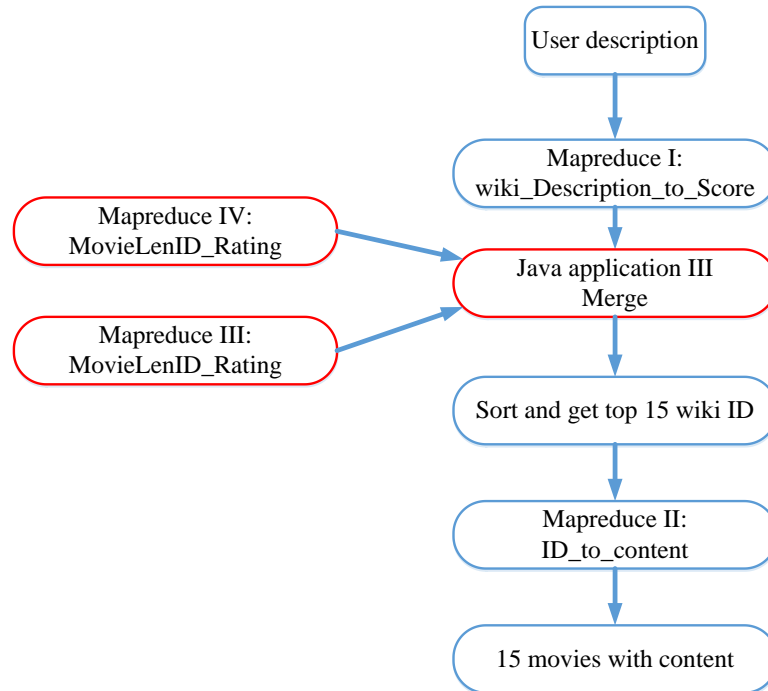 User description
Mapreduce I:
wiki_Description_to_Score
Mapreduce IV:
MovieLenID_Rating
Java application III
Merge
Mapreduce III:
MovieLenID_Rating
Sort and get top 15 wiki ID
Mapreduce II:
ID_to_content
15 movies with content